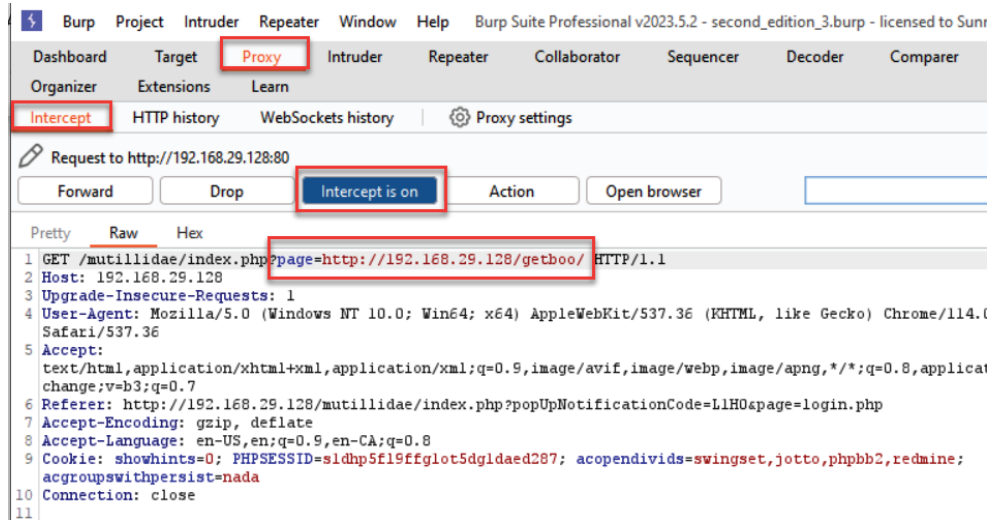 Burp Project Intruder Repeater Window Help Burp Suite Professional v2023.5.2 - second_edition_3.burp - licensed to Sunr
Dashboard Target Proxy Intruder Repeater Collaborator Sequencer Decoder Comparer
Organizer Extensions Learn
Intercept HTTP history WebSockets history Proxy settings
Request to http://192.168.29.128:80
Forward Drop Intercept is on Action Open browser
Pretty Raw Hex
1 GET /mutillidae/index.php?page=http://192.168.29.128/getboo/ HTTP/1.1
2 Host: 192.168.29.128
3 Upgrade-Insecure-Requests: 1
4 User-Agent: Mozilla/5.0 (Windows NT 10.0; Win64; x64) AppleWebKit/537.36 (KHTML, like Gecko) Chrome/114.0
Safari/537.36
5 Accept:
text/html,application/xhtml+xml,application/xml;q=0.9,image/avif,image/webp,image/apng,*/*;q=0.8,applicat
change;v=b3;q=0.7
6 Referer: http://192.168.29.128/mutillidae/index.php?popUpNotificationCode=L1H0&page=login.php
7 Accept-Encoding: gzip, deflate
8 Accept-Language: en-US,en;q=0.9,en-CA;q=0.8
9 Cookie: showhints=0; PHPSESSID=sldhp5fl9ffglot5dgldaed287; acopendivids=swingset,jotto,phpbb2,redmine;
acgroupswithpersist=nada
10 Connection: close
11